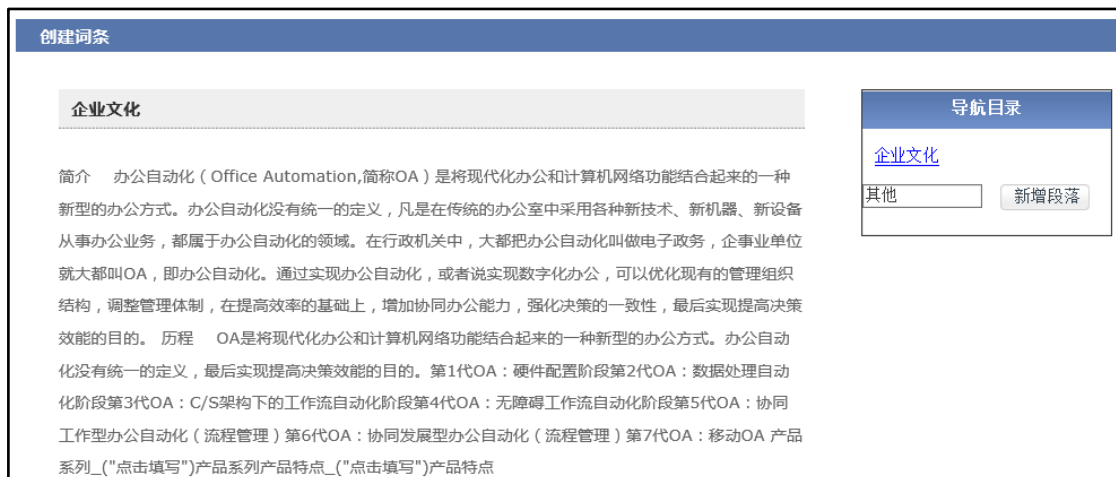 创建词条
企业文化
简介 办公自动化（Office Automation,简称OA）是将现代化办公和计算机网络功能结合起来的一种
新型的办公方式。办公自动化没有统一的定义，凡是在传统的办公室中采用各种新技术、新机器、新设备
从事办公业务，都属于办公自动化的领域。在行政机关中，大都把办公自动化叫做电子政务，企事业单位
就大都叫OA，即办公自动化。通过实现办公自动化，或者说实现数字化办公，可以优化现有的管理组织
结构，调整管理体制，在提高效率的基础上，增加协同办公能力，强化决策的一致性，最后实现提高决策
效能的目的。 历程 OA是将现代化办公和计算机网络功能结合起来的一种新型的办公方式。办公自动
化没有统一的定义，最后实现提高决策效能的目的。第1代OA：硬件配置阶段第2代OA：数据处理自动
化阶段第3代OA：C/S架构下的工作流自动化阶段第4代OA：无障碍工作流自动化阶段第5代OA：协同
工作型办公自动化（流程管理）第6代OA：协同发展型办公自动化（流程管理）第7代OA：移动OA 产品
系列_("点击填写")产品系列产品特点_("点击填写")产品特点
导航目录
企业文化
其他 新增段落